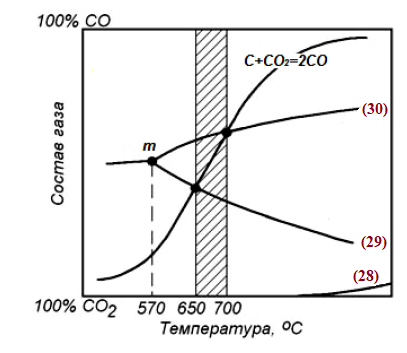 100% CO
C+CO₂=2CO
(30)
m
Состав газа
(29)
(28)
100% CO₂
570 650 700
Температура, ºC